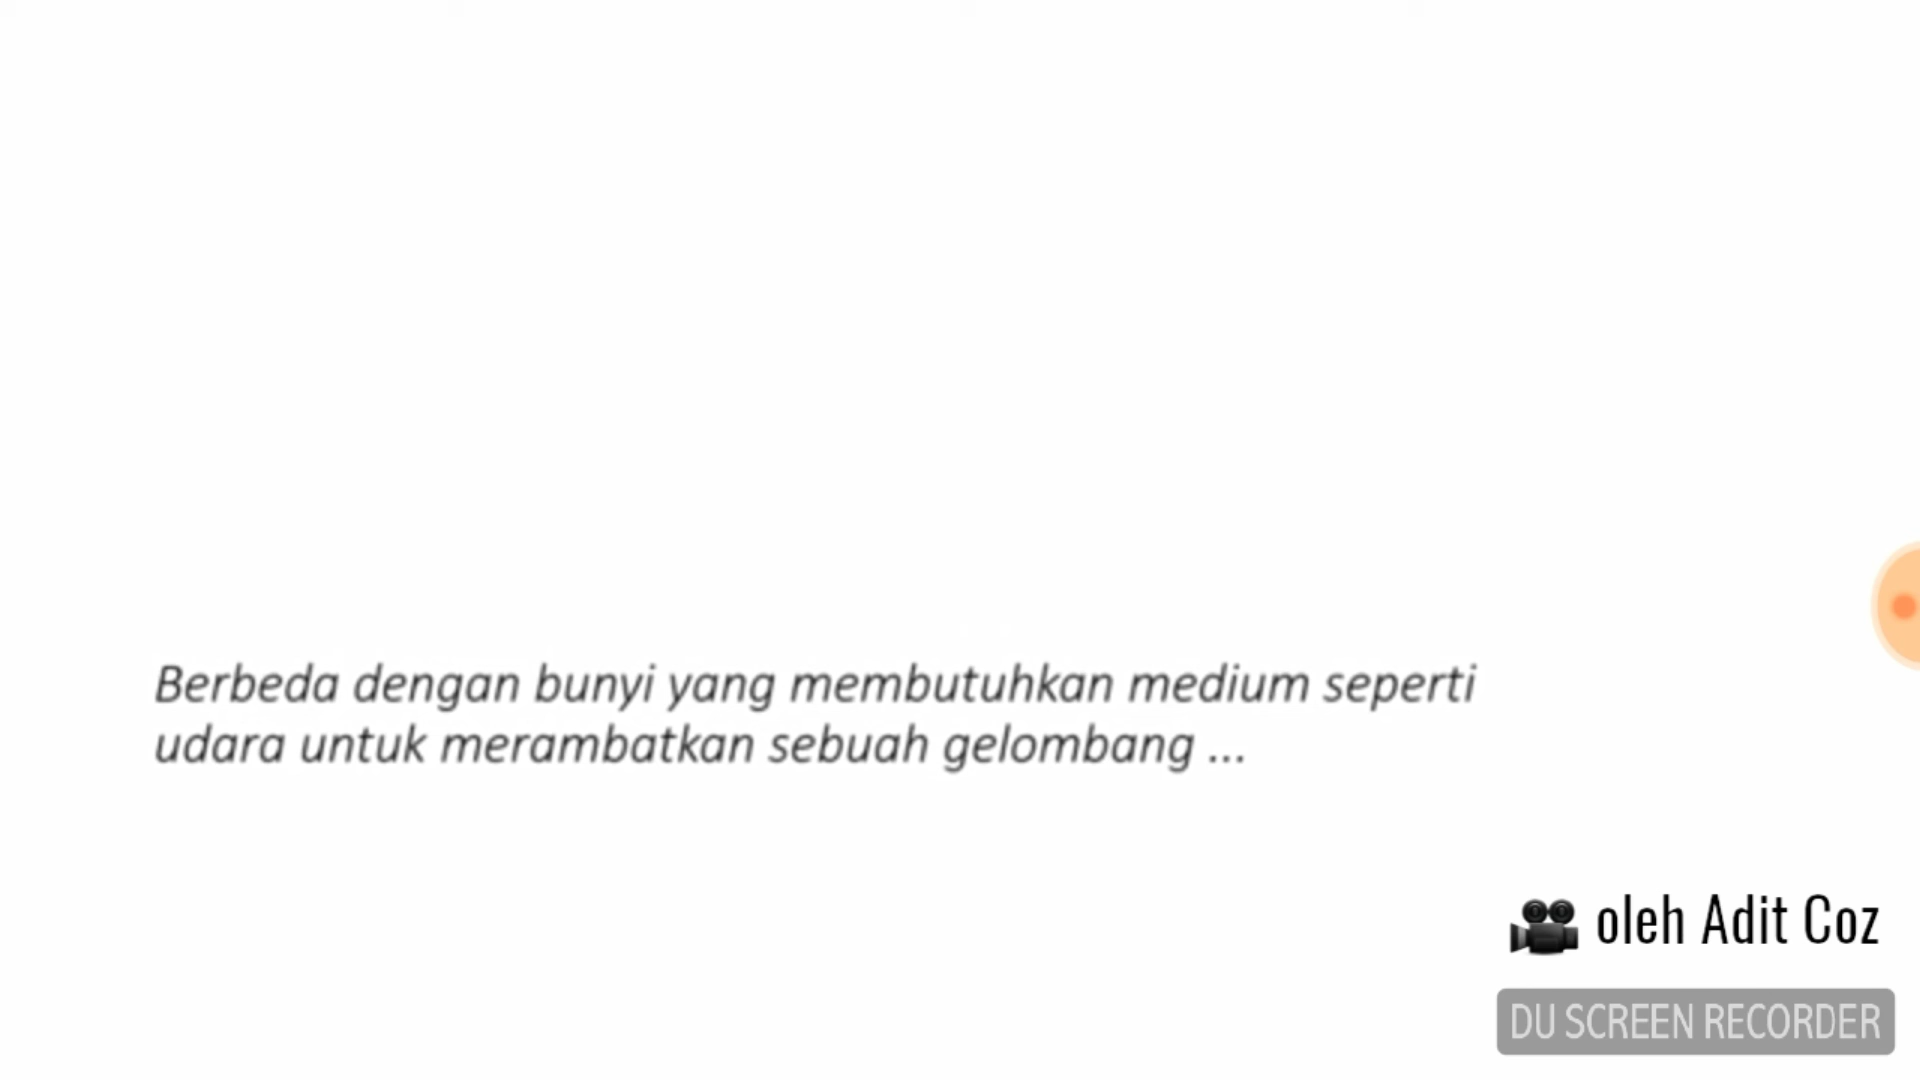 Berbeda dengan bunyi yang membutuhkan medium seperti
udara untuk merambatkan sebuah gelombang ...
oleh Adit Coz
DU SCREEN RECORDER